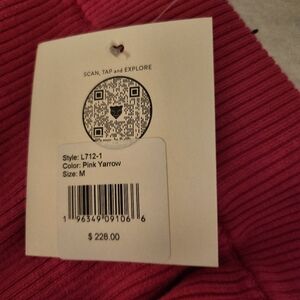 SCAN, TAP and EXPLORE
Style: L712-1
Color: Pink Yarrow
Size: M
1 96349 09106 6
$ 228.00